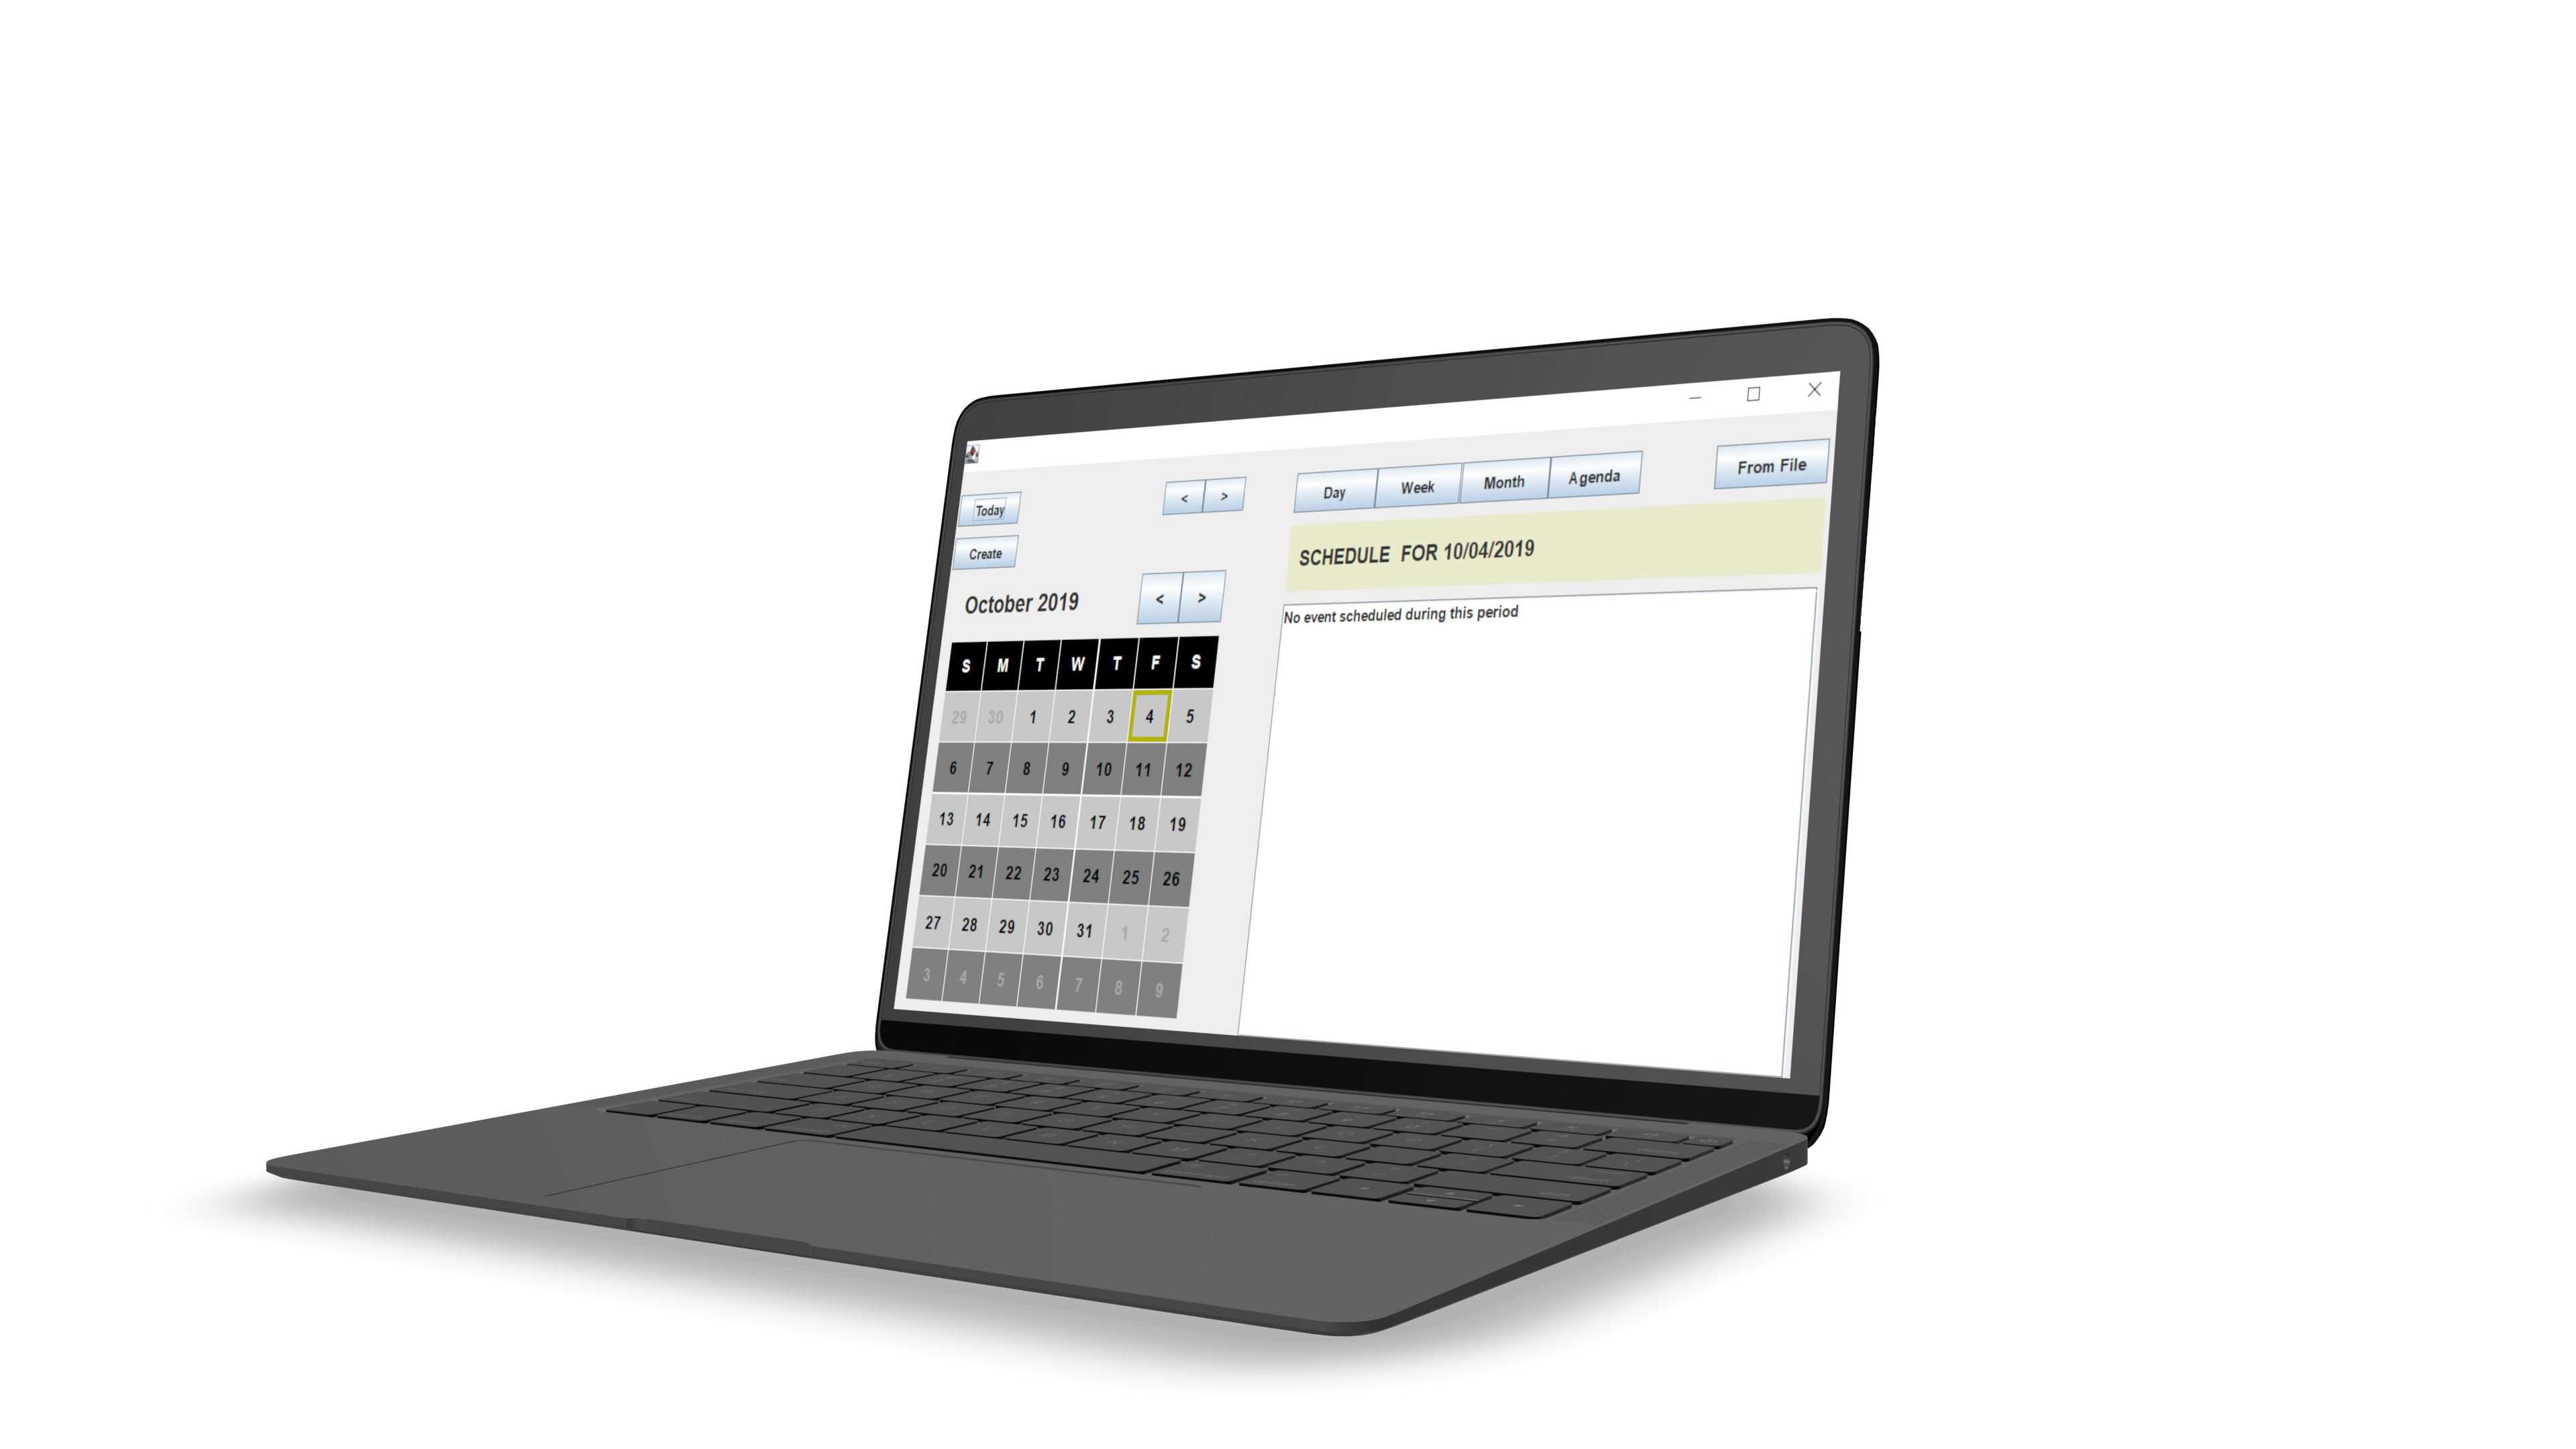 Today
< >
Day Week Month Agenda
From File
Create
SCHEDULE FOR 10/04/2019
October 2019
< >
No event scheduled during this period
S M T W T F S
29 30 1 2 3 4 5
6 7 8 9 10 11 12
13 14 15 16 17 18 19
20 21 22 23 24 25 26
27 28 29 30 31 1 2
3 4 5 6 7 8 9